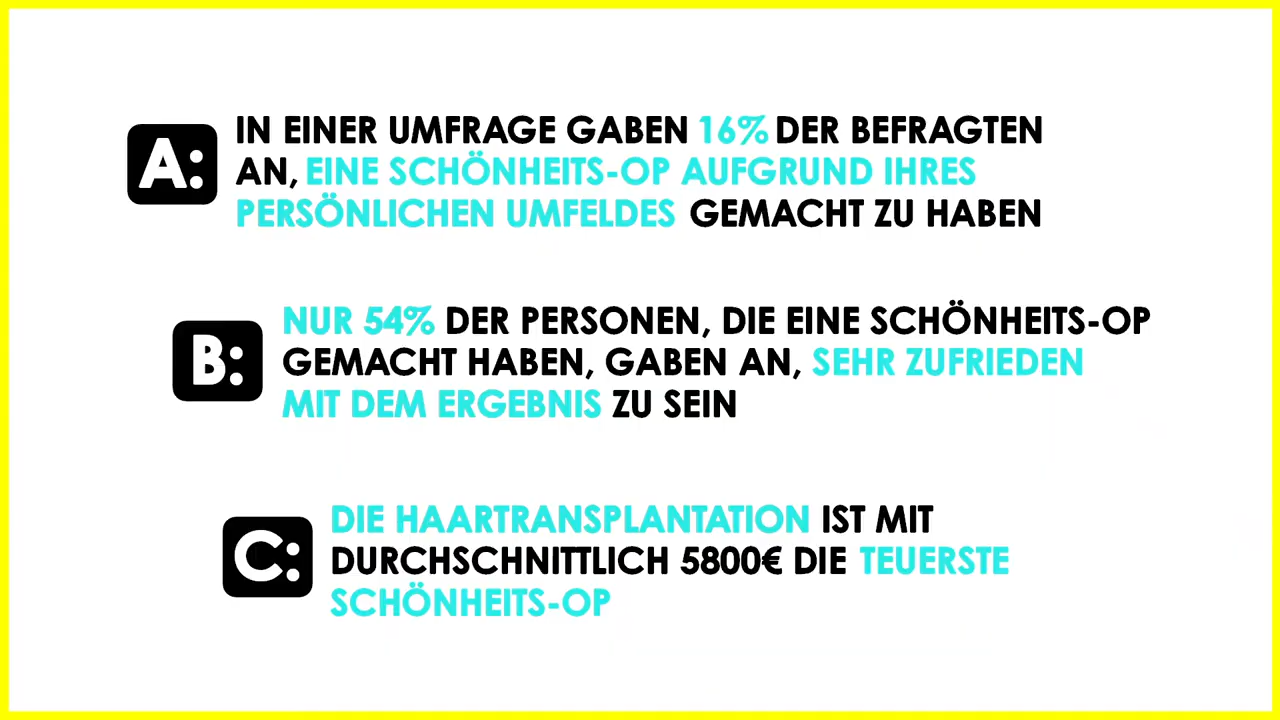 A: IN EINER UMFRAGE GABEN 16% DER BEFRAGTEN
AN, EINE SCHÖNHEITS-OP AUFGRUND IHRES
PERSÖNLICHEN UMFELDES GEMACHT ZU HABEN
B: NUR 54% DER PERSONEN, DIE EINE SCHÖNHEITS-OP
GEMACHT HABEN, GABEN AN, SEHR ZUFRIEDEN
MIT DEM ERGEBNIS ZU SEIN
C: DIE HAARTRANSPLANTATION IST MIT
DURCHSCHNITTLICH 5800€ DIE TEUERSTE
SCHÖNHEITS-OP